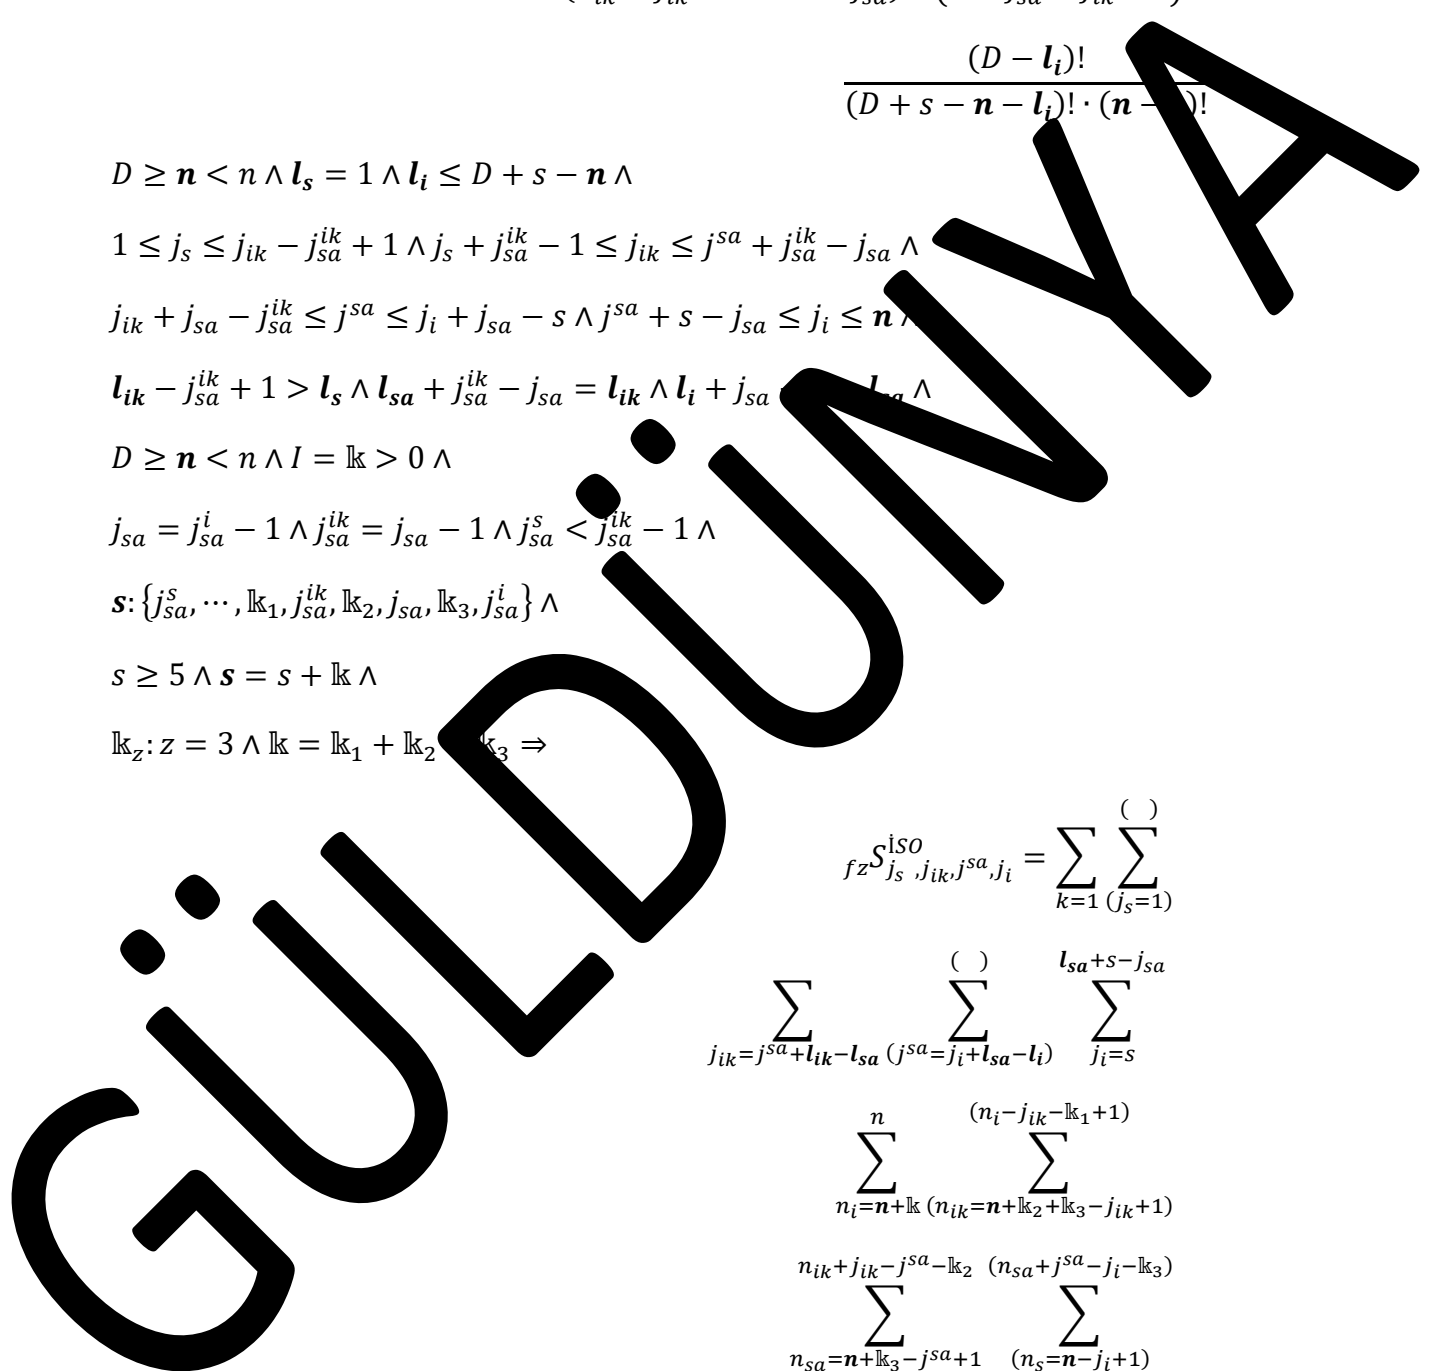 (D − l_i)!
(D + s − n − l_i)! · (n − )!
D ≥ n < n ∧ l_s = 1 ∧ l_i ≤ D + s − n ∧
1 ≤ j_s ≤ j_ik − j_sa^ik + 1 ∧ j_s + j_sa^ik − 1 ≤ j_ik ≤ j^sa + j_sa^ik − j_sa ∧
j_ik + j_sa − j_sa^ik ≤ j^sa ≤ j_i + j_sa − s ∧ j^sa + s − j_sa ≤ j_i ≤ n ∧
l_ik − j_sa^ik + 1 > l_s ∧ l_sa + j_sa^ik − j_sa = l_ik ∧ l_i + j_sa l_sa ∧
D ≥ n < n ∧ I = 𝕜 > 0 ∧
j_sa = j_sa^i − 1 ∧ j_sa^ik = j_sa − 1 ∧ j_sa^s < j_sa^ik − 1 ∧
s: {j_sa^s, ⋯, 𝕜_1, j_sa^ik, 𝕜_2, j_sa, 𝕜_3, j_sa^i} ∧
s ≥ 5 ∧ s = s + 𝕜 ∧
𝕜_z: z = 3 ∧ 𝕜 = 𝕜_1 + 𝕜_2 𝕜_3 ⇒
( )
fzS^İSO_j_s,j_ik,j^sa,j_i = ∑ ∑
k=1 (j_s=1)
( ) l_sa+s−j_sa
∑ ∑ ∑
j_ik=j^sa+l_ik−l_sa (j^sa=j_i+l_sa−l_i) j_i=s
n (n_i−j_ik−𝕜_1+1)
∑ ∑
n_i=n+𝕜 (n_ik=n+𝕜_2+𝕜_3−j_ik+1)
n_ik+j_ik−j^sa−𝕜_2 (n_sa+j^sa−j_i−𝕜_3)
∑ ∑
n_sa=n+𝕜_3−j^sa+1 (n_s=n−j_i+1)
GÜLDÜNYA